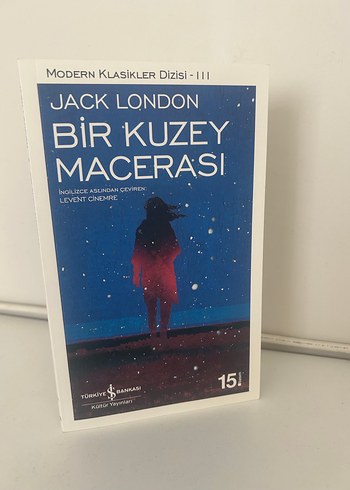 MODERN KLASİKLER DİZİSİ - III
JACK LONDON
BİR KUZEY
MACERASI
İNGİLİZCE ASLINDAN ÇEVİREN:
LEVENT CİNEMRE
TÜRKİYE İŞ BANKASI
Kültür Yayınları
15